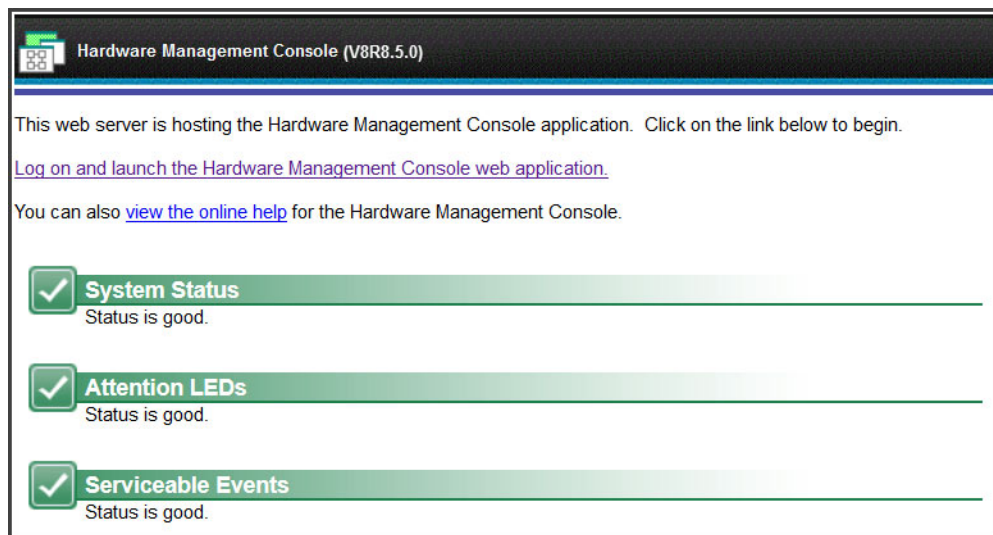 Hardware Management Console (V8R8.5.0)
This web server is hosting the Hardware Management Console application. Click on the link below to begin.
Log on and launch the Hardware Management Console web application.
You can also view the online help for the Hardware Management Console.
System Status
Status is good.
Attention LEDs
Status is good.
Serviceable Events
Status is good.